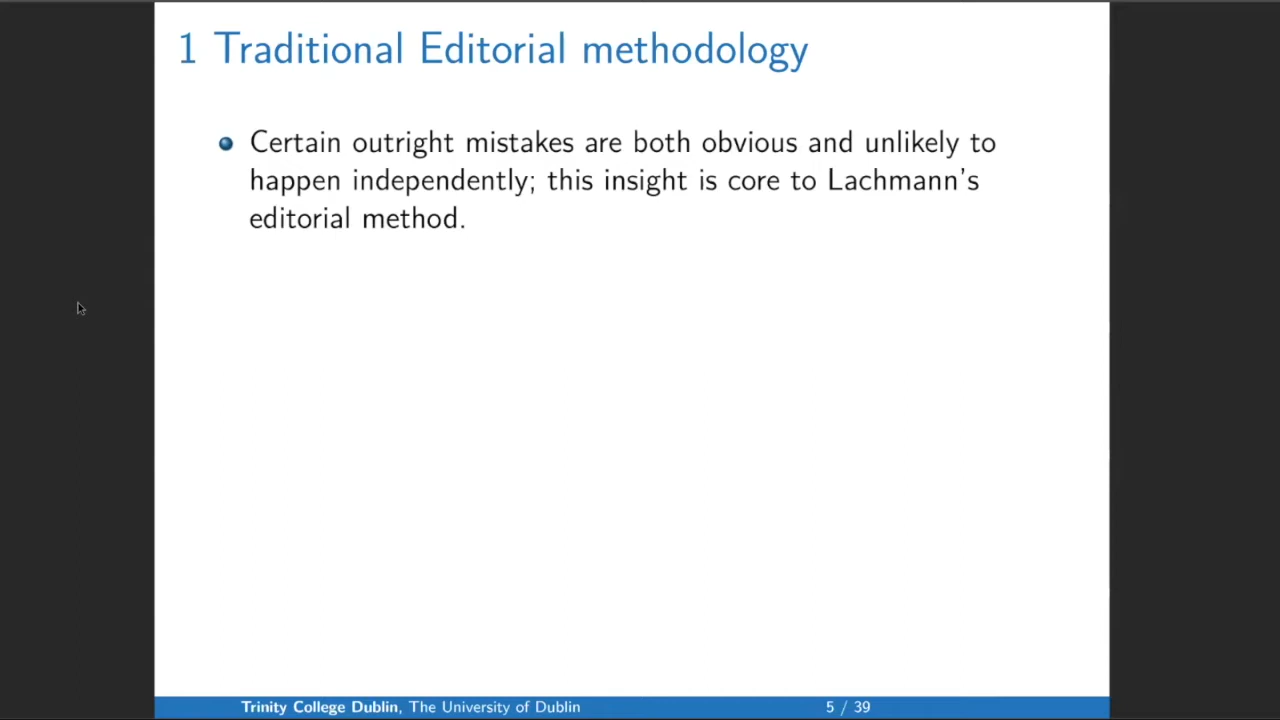 1 Traditional Editorial methodology
Certain outright mistakes are both obvious and unlikely to
happen independently; this insight is core to Lachmann's
editorial method.
Trinity College Dublin, The University of Dublin 5 / 39